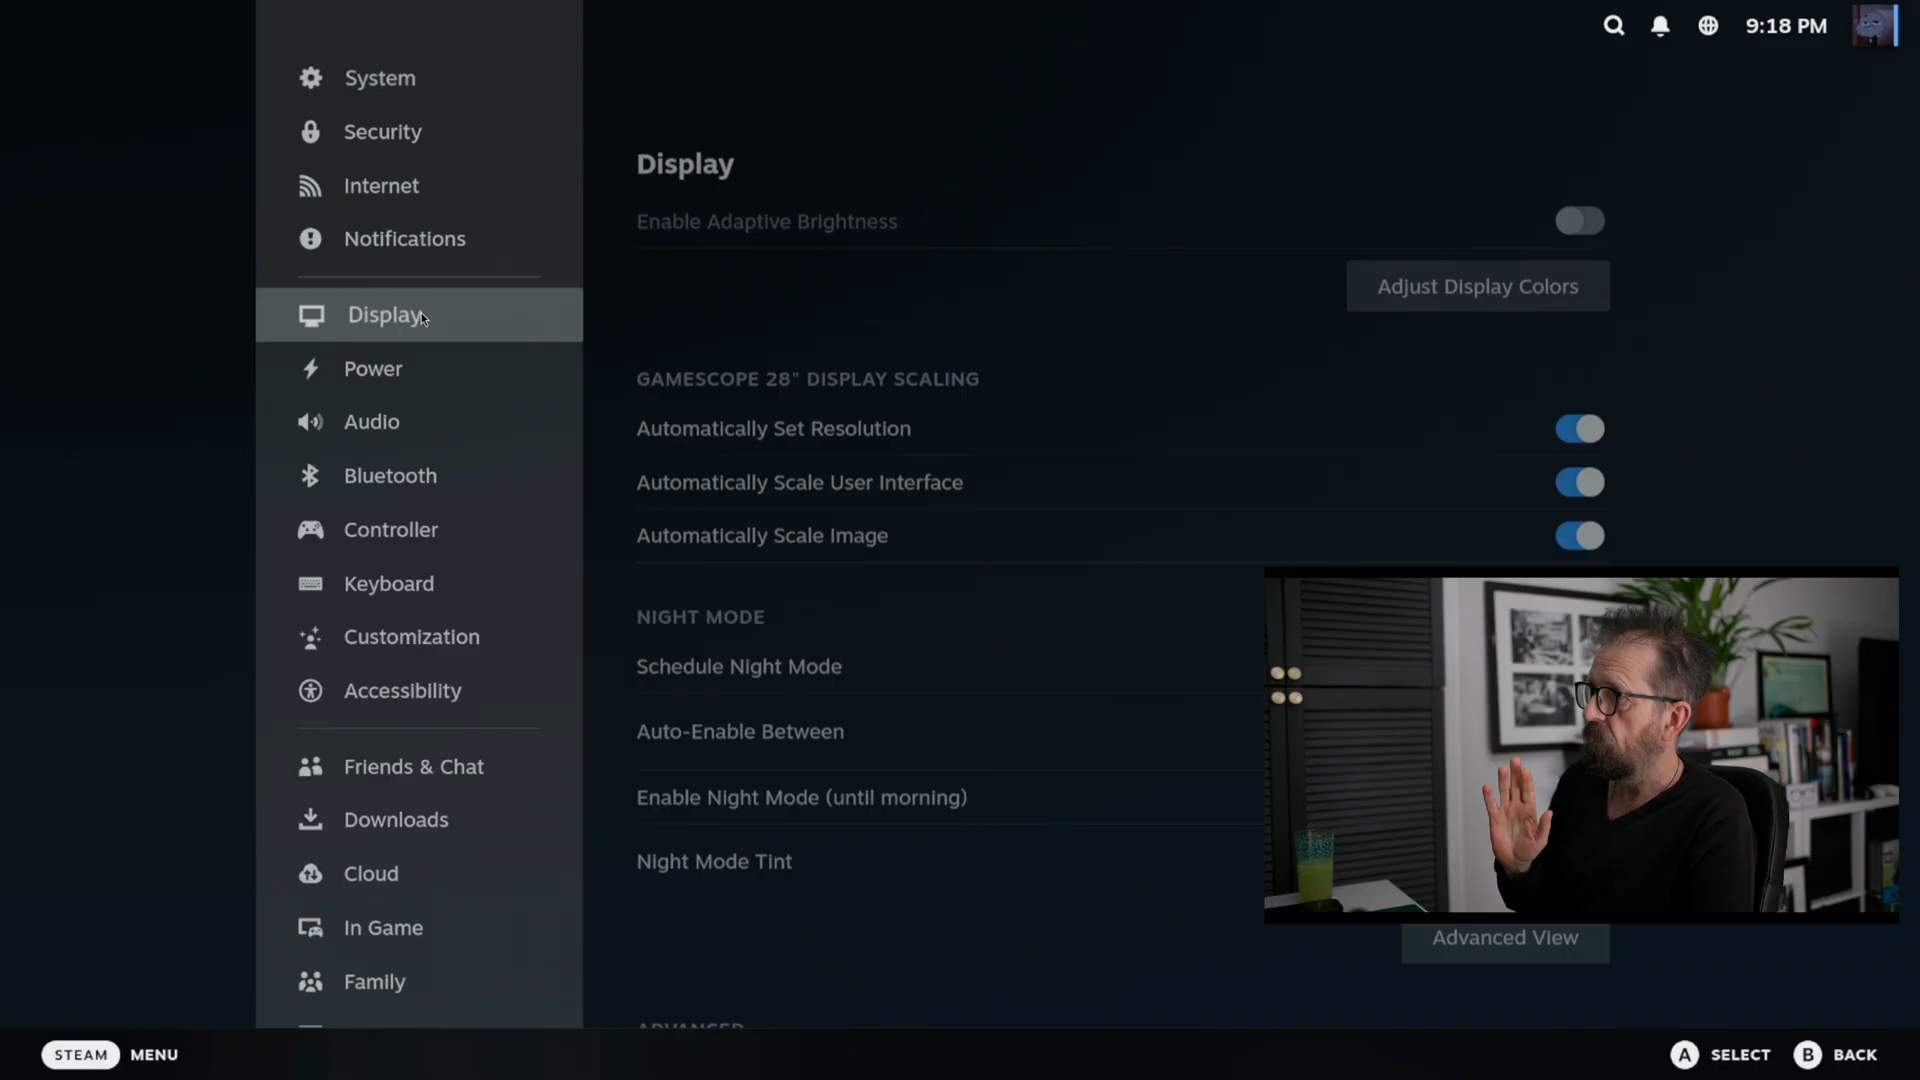 9:18 PM
System
Security
Internet
Notifications
Display
Power
Audio
Bluetooth
Controller
Keyboard
Customization
Accessibility
Friends & Chat
Downloads
Cloud
In Game
Family
Display
Enable Adaptive Brightness
Adjust Display Colors
GAMESCOPE 28" DISPLAY SCALING
Automatically Set Resolution
Automatically Scale User Interface
Automatically Scale Image
NIGHT MODE
Schedule Night Mode
Auto-Enable Between
Enable Night Mode (until morning)
Night Mode Tint
Advanced View
ADVANCED
STEAM MENU
A SELECT B BACK